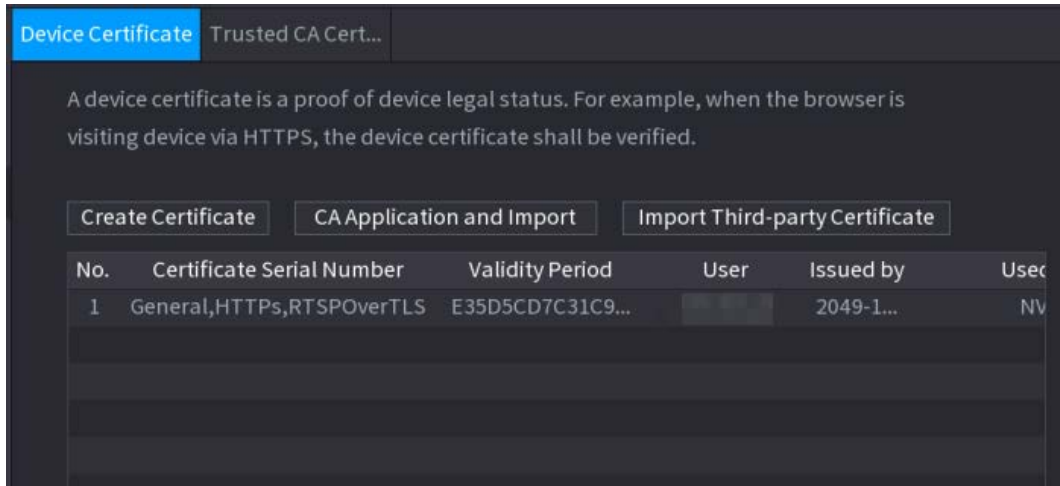 Device Certificate Trusted CA Cert...
A device certificate is a proof of device legal status. For example, when the browser is
visiting device via HTTPS, the device certificate shall be verified.
Create Certificate CA Application and Import Import Third-party Certificate
No. Certificate Serial Number Validity Period User Issued by Used
1 General,HTTPs,RTSPOverTLS E35D5CD7C31C9... 2049-1... NV